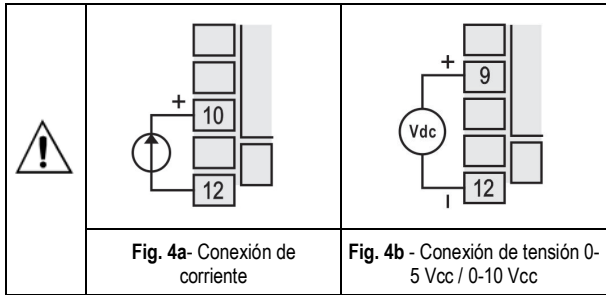 +
10
12
+
9
Vdc
12
Fig. 4a- Conexión de
corriente
Fig. 4b - Conexión de tensión 0-
5 Vcc / 0-10 Vcc